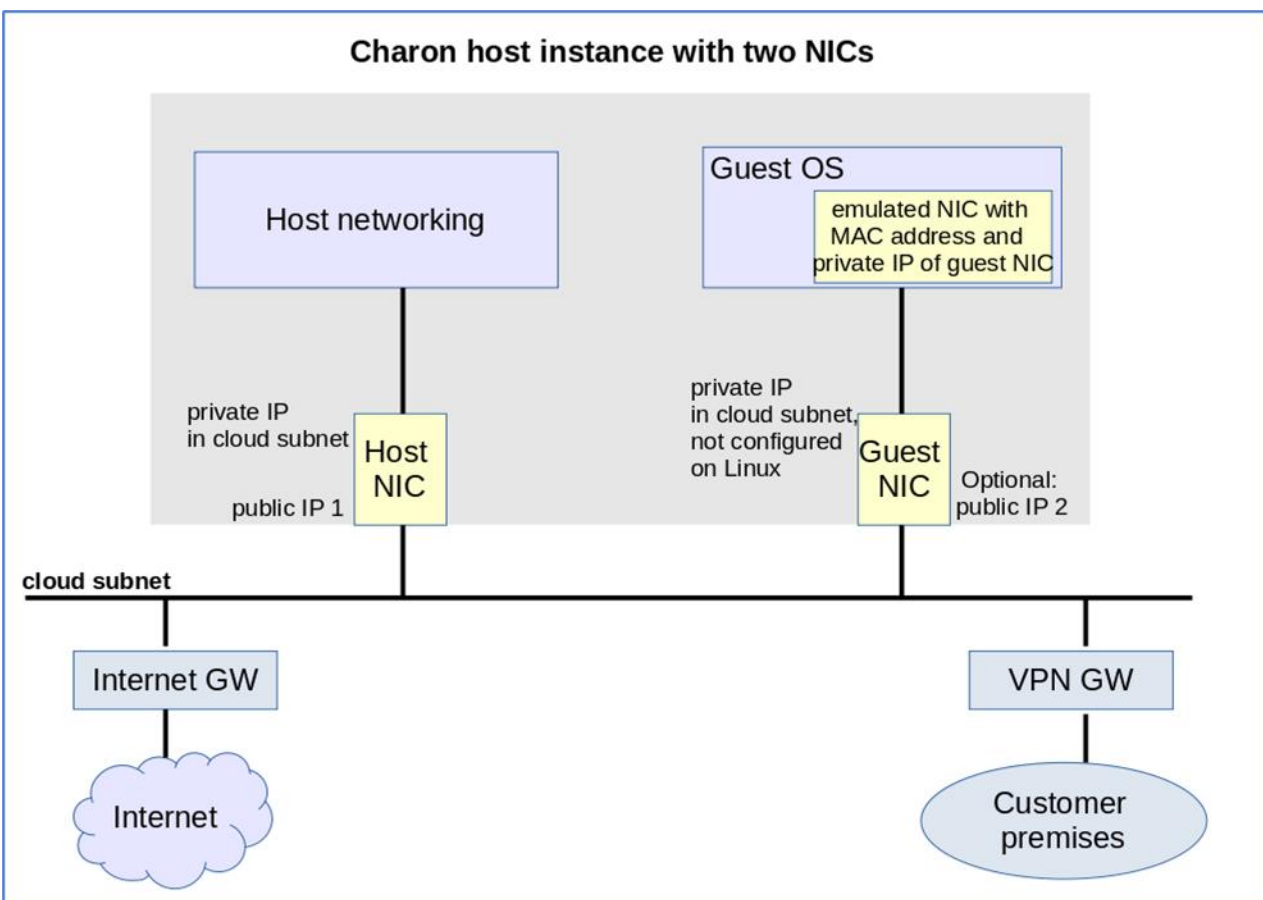 Charon host instance with two NICs
Host networking
Guest OS
emulated NIC with
MAC address and
private IP of guest NIC
private IP
in cloud subnet
Host
NIC
public IP 1
private IP
in cloud subnet,
not configured
on Linux
Guest
NIC
Optional:
public IP 2
cloud subnet
Internet GW
VPN GW
Internet
Customer
premises